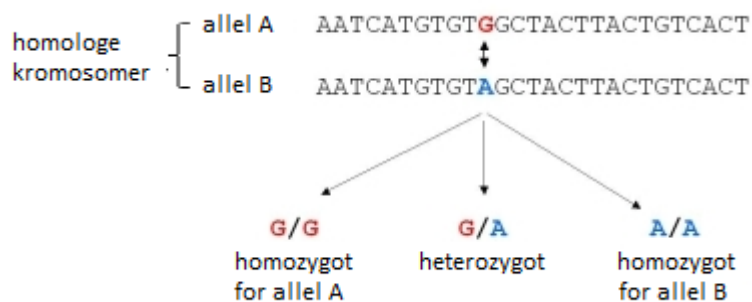 homologe
kromosomer
allel A AATCATGTGTGGCTACTTACTGTCACT
allel B AATCATGTGTAGCTACTTACTGTCACT
G/G G/A A/A
homozygot heterozygot homozygot
for allel A for allel B